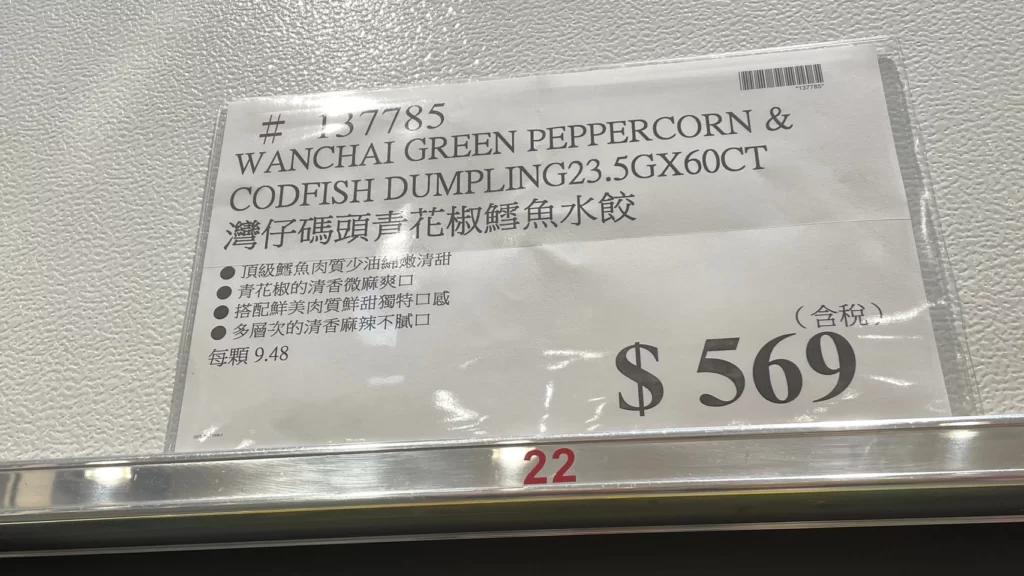 # 137785
"137785"
WANCHAI GREEN PEPPERCORN &
CODFISH DUMPLING23.5GX60CT
灣仔碼頭青花椒鱈魚水餃
● 頂級鱈魚肉質少油綿嫩清甜
● 青花椒的清香微麻爽口
● 搭配鮮美肉質鮮甜獨特口感
● 多層次的清香麻辣不膩口
每顆 9.48
(含稅)
$ 569
22